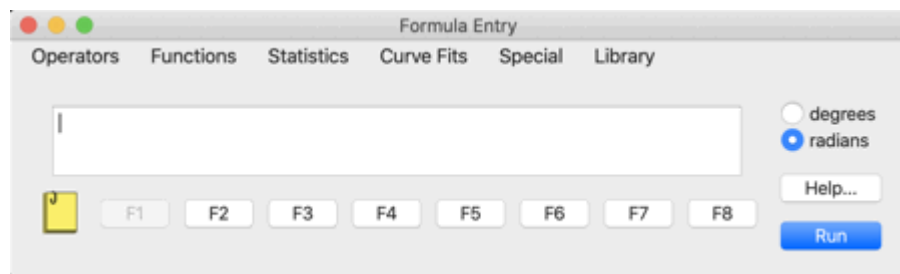 Formula Entry
Operators Functions Statistics Curve Fits Special Library
degrees
radians
Help...
F1 F2 F3 F4 F5 F6 F7 F8
Run